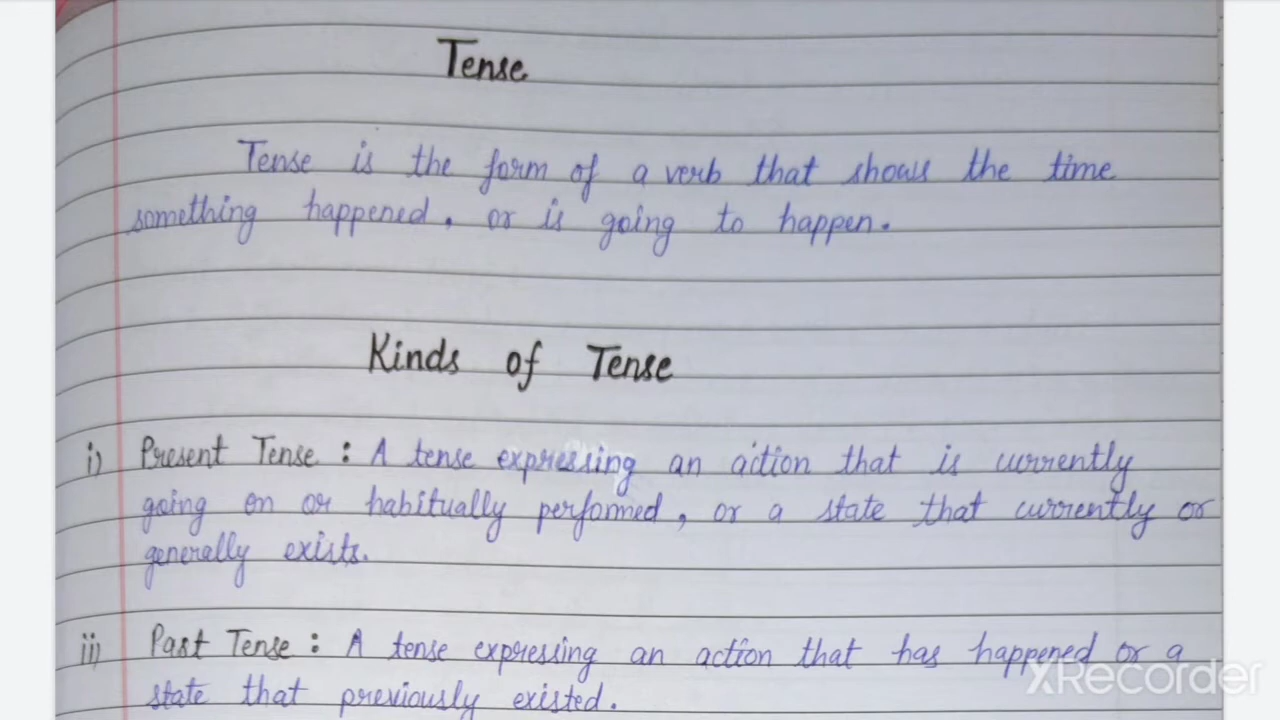 Tense
Tense is the form of a verb that shows the time
something happened, or is going to happen.
Kinds of Tense
i) Present Tense : A tense expressing an action that is currently
going on or habitually performed, or a state that currently or
generally exists.
ii) Past Tense : A tense expressing an action that has happened or a
state that previously existed.
XRecorder